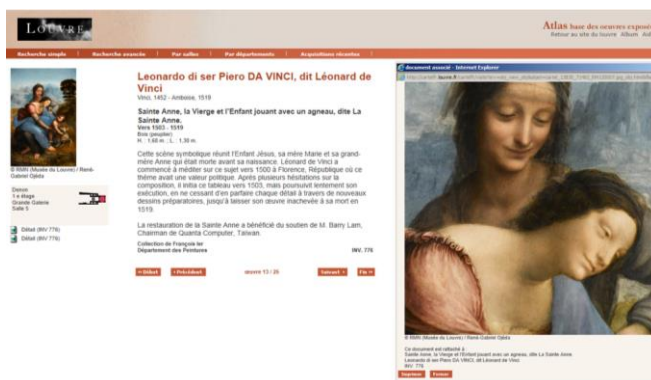 LOUVRE
Atlas base des oeuvres exposées
Retour au site du louvre Album Aide
Recherche simple
Recherche avancée
Par salles
Par départements
Acquisitions récentes
Leonardo di ser Piero DA VINCI, dit Léonard de
Vinci
Vinci, 1452 - Amboise, 1519
Sainte Anne, la Vierge et l'Enfant jouant avec un agneau, dite La
Sainte Anne.
Vers 1503 - 1519
Bois (peuplier)
H. : 1,68 m. ; L. : 1,30 m.
Cette scène symbolique réunit l'Enfant Jésus, sa mère Marie et sa grand-
mère Anne qui était morte avant sa naissance. Léonard de Vinci a
commencé à méditer sur ce sujet vers 1500 à Florence, République où ce
thème avait une valeur politique. Après plusieurs hésitations sur la
composition, il initia ce tableau vers 1503, mais poursuivit lentement son
exécution, en ne cessant d'en parfaire chaque détail à travers de nouveaux
dessins préparatoires, jusqu'à laisser son œuvre inachevée à sa mort en
1519.
La restauration de la Sainte Anne a bénéficié du soutien de M. Barry Lam,
Chairman de Quanta Computer, Taïwan.
Collection de François Ier
Département des Peintures
INV. 776
« Début
‹ Précédent
œuvre 13 / 26
Suivant ›
Fin »
© RMN (Musée du Louvre) / René-
Gabriel Ojéda
Denon
1 e étage
Grande Galerie
Salle 5
Détail (INV 776)
Détail (INV 776)
document associé - Internet Explorer
© RMN (Musée du Louvre) / René-Gabriel Ojéda
Ce document est rattaché à :
Sainte Anne, la Vierge et l'Enfant jouant avec un agneau, dite La Sainte Anne.
Leonardo di ser Piero DA VINCI, dit Léonard de Vinci
INV. 776
Imprimer
Fermer